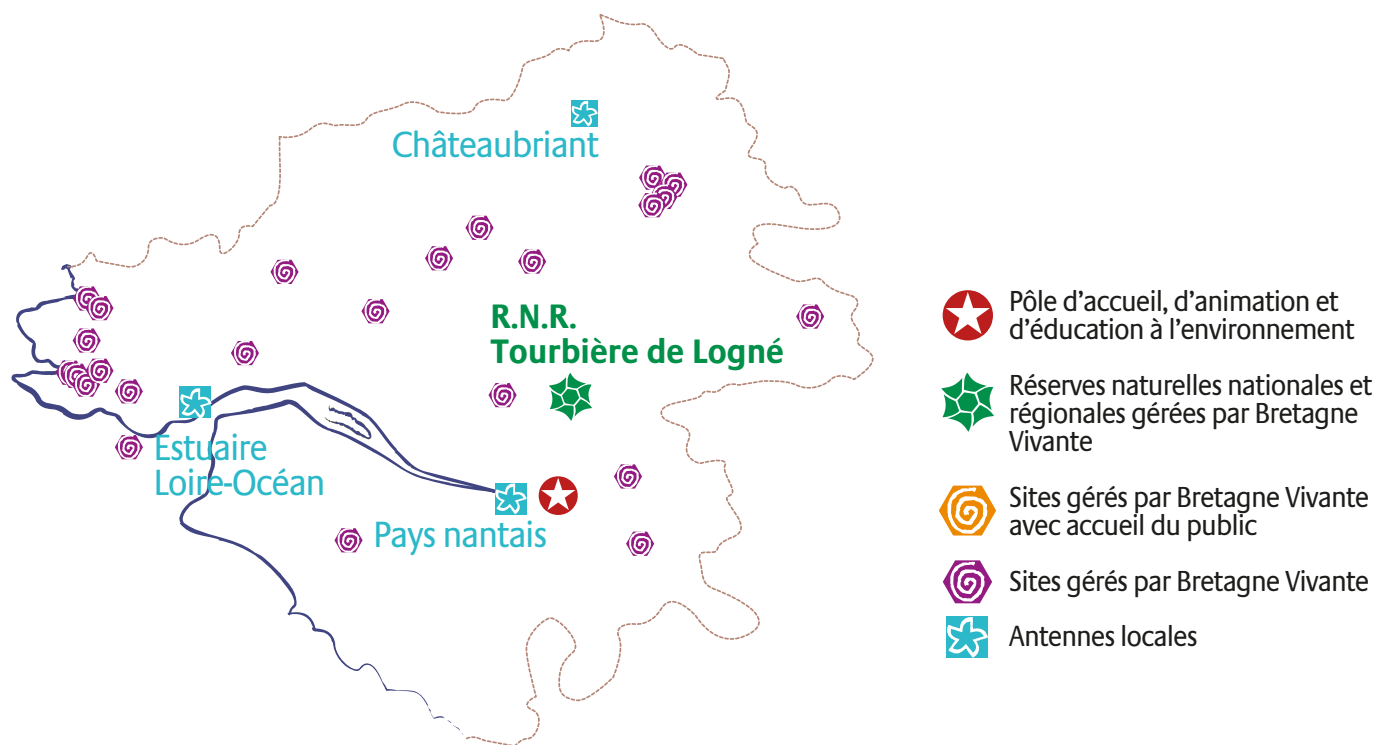 Châteaubriant
R.N.R.
Tourbière de Logné
Estuaire
Loire-Océan
Pays nantais
Pôle d'accueil, d'animation et
d'éducation à l'environnement
Réserves naturelles nationales et
régionales gérées par Bretagne
Vivante
Sites gérés par Bretagne Vivante
avec accueil du public
Sites gérés par Bretagne Vivante
Antennes locales